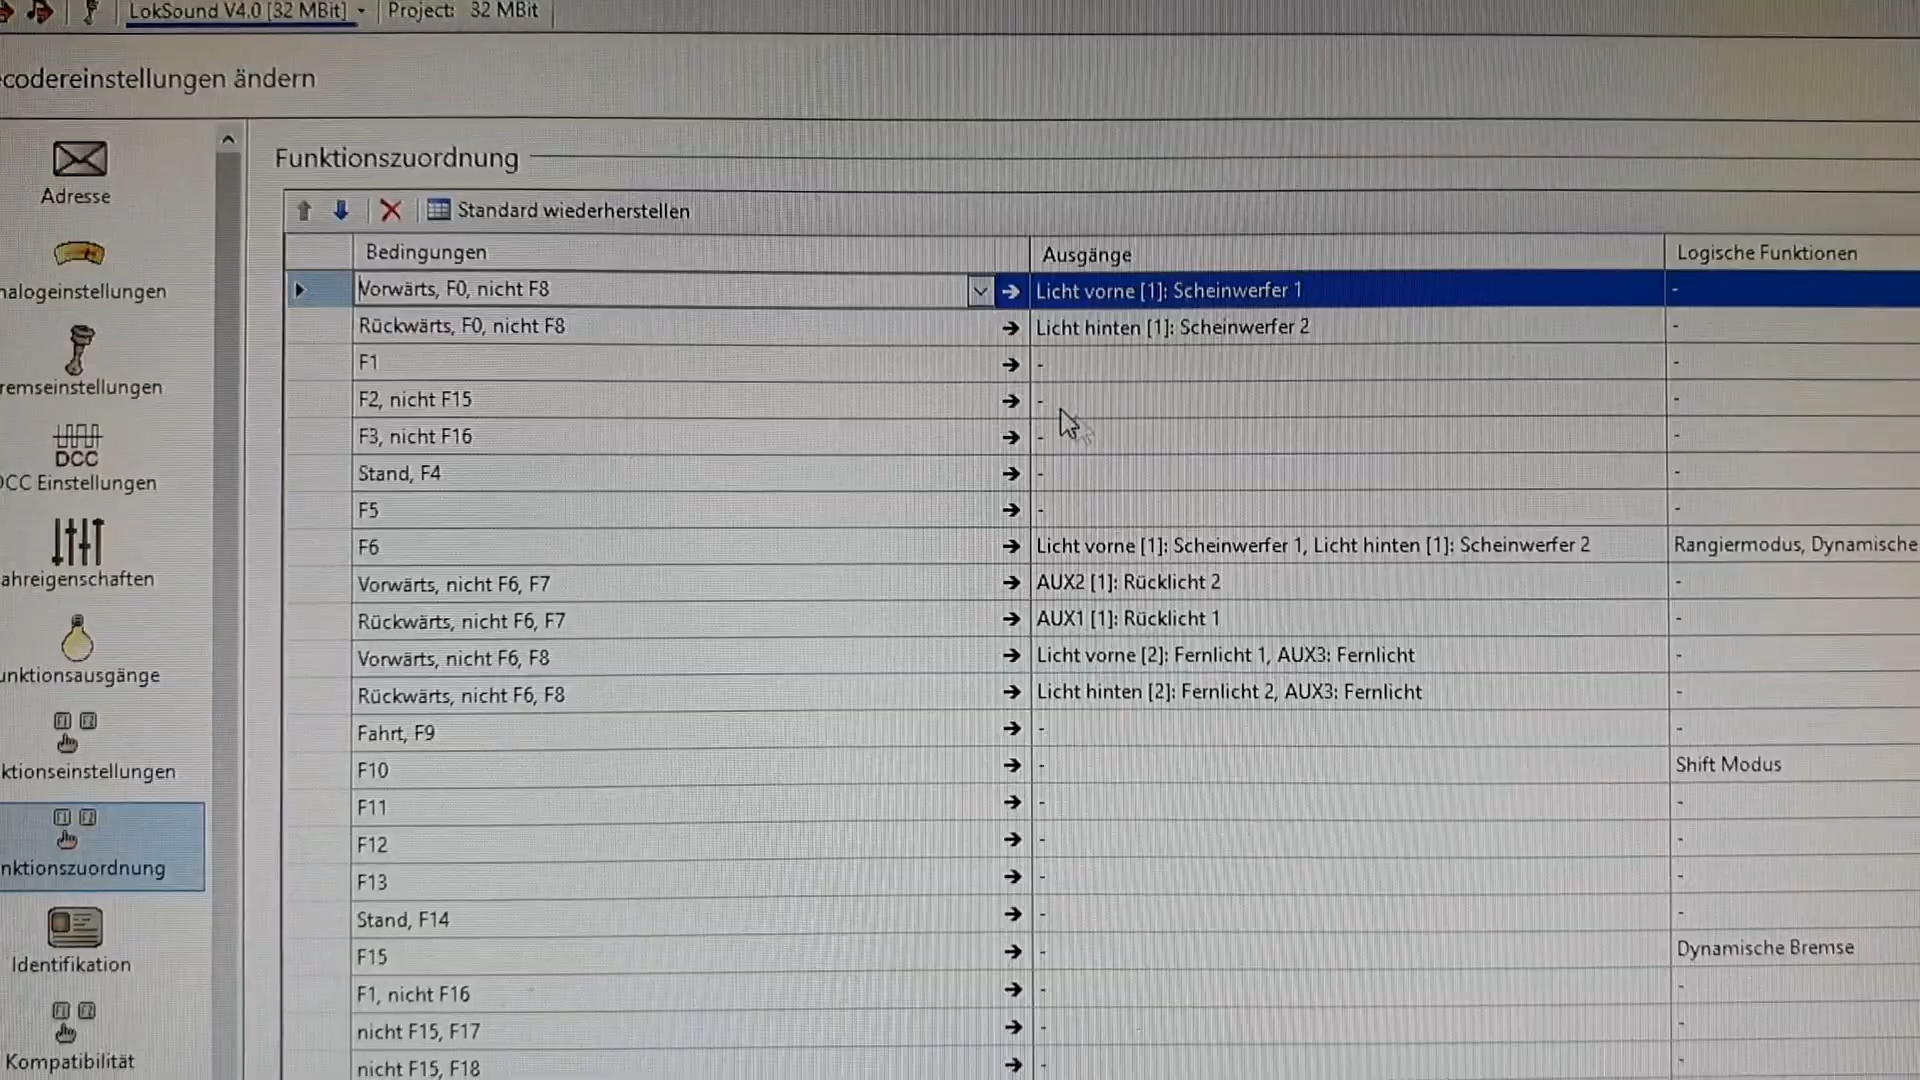 LokSound V4.0 [32 MBit]
Project: 32 MBit
codereinstellungen ändern
Adresse
nalogeinstellungen
remseinstellungen
DCC
DCC Einstellungen
ahreigenschaften
unktionsausgänge
ktionseinstellungen
nktionszuordnung
Identifikation
Kompatibilität
Funktionszuordnung
Standard wiederherstellen
Bedingungen Ausgänge Logische Funktionen
Vorwärts, F0, nicht F8 Licht vorne [1]: Scheinwerfer 1 -
Rückwärts, F0, nicht F8 Licht hinten [1]: Scheinwerfer 2 -
F1 - -
F2, nicht F15 - -
F3, nicht F16 - -
Stand, F4 - -
F5 - -
F6 Licht vorne [1]: Scheinwerfer 1, Licht hinten [1]: Scheinwerfer 2 Rangiermodus, Dynamische
Vorwärts, nicht F6, F7 AUX2 [1]: Rücklicht 2 -
Rückwärts, nicht F6, F7 AUX1 [1]: Rücklicht 1 -
Vorwärts, nicht F6, F8 Licht vorne [2]: Fernlicht 1, AUX3: Fernlicht -
Rückwärts, nicht F6, F8 Licht hinten [2]: Fernlicht 2, AUX3: Fernlicht -
Fahrt, F9 - -
F10 - Shift Modus
F11 - -
F12 - -
F13 - -
Stand, F14 - -
F15 - Dynamische Bremse
F1, nicht F16 - -
nicht F15, F17 - -
nicht F15, F18 - -